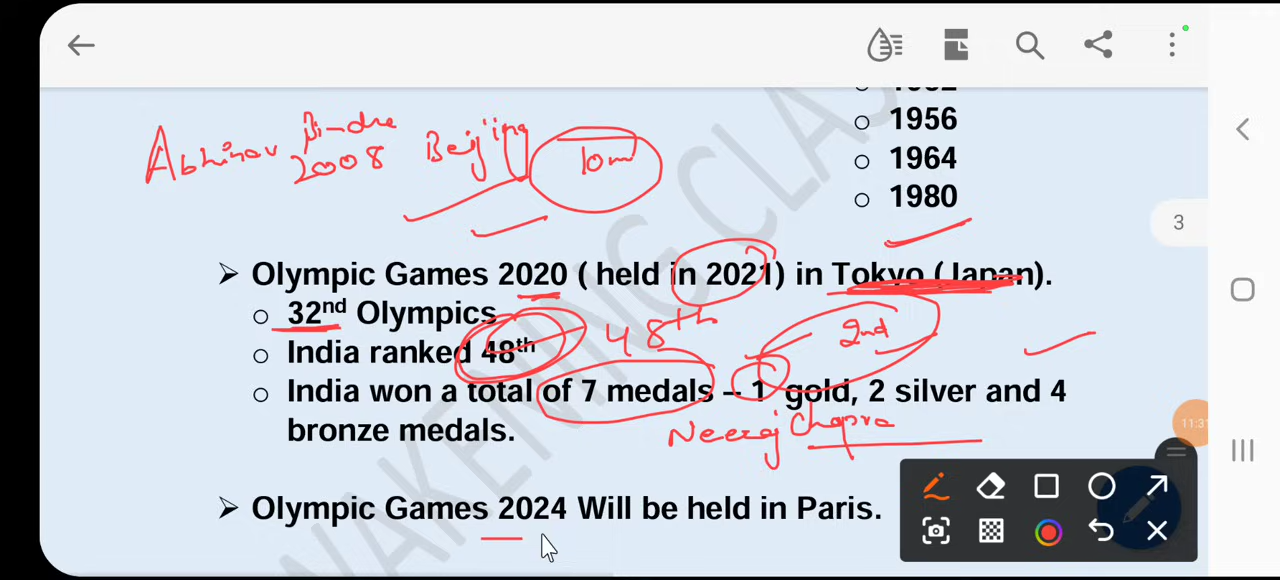 1956
1964
1980
Abhinav Bindra
2008 Beijing 10m
3
➢ Olympic Games 2020 ( held in 2021) in Tokyo (Japan).
○ 32nd Olympics
○ India ranked 48th
48th 2nd
○ India won a total of 7 medals – 1 gold, 2 silver and 4
bronze medals.
Neeraj Chopra
➢ Olympic Games 2024 Will be held in Paris.